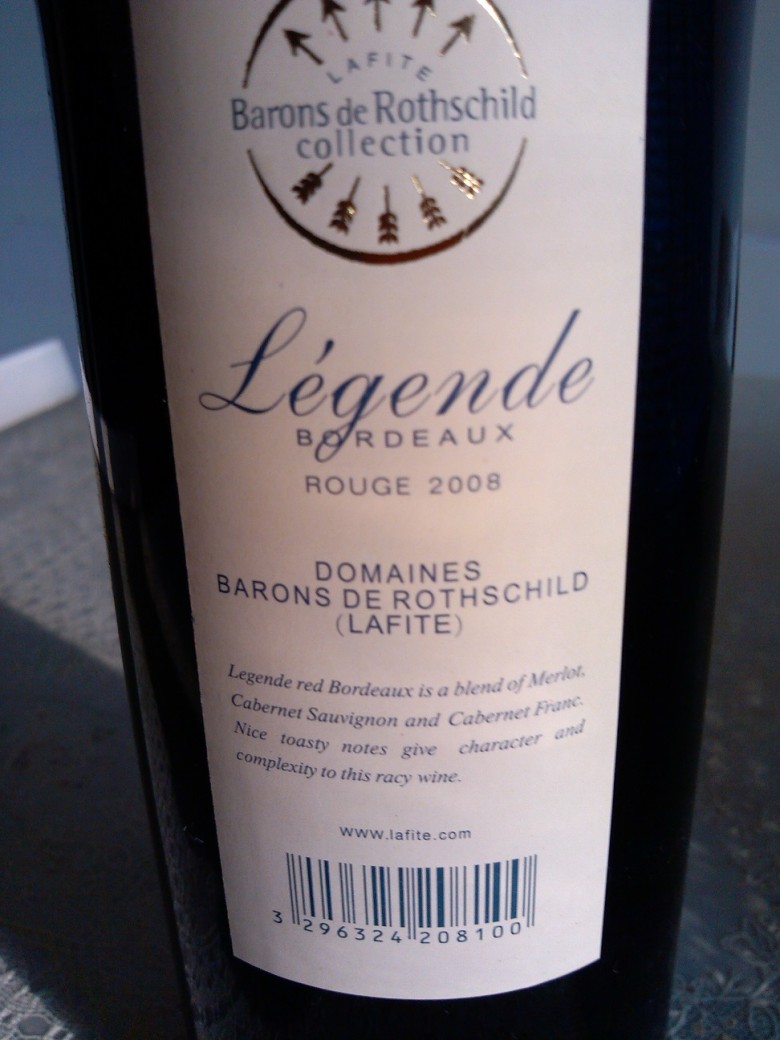 LAFITE
Barons de Rothschild
collection
Légende
BORDEAUX
ROUGE 2008
DOMAINES
BARONS DE ROTHSCHILD
(LAFITE)
Legende red Bordeaux is a blend of Merlot,
Cabernet Sauvignon and Cabernet Franc.
Nice toasty notes give character and
complexity to this racy wine.
www.lafite.com
3 296324 208100